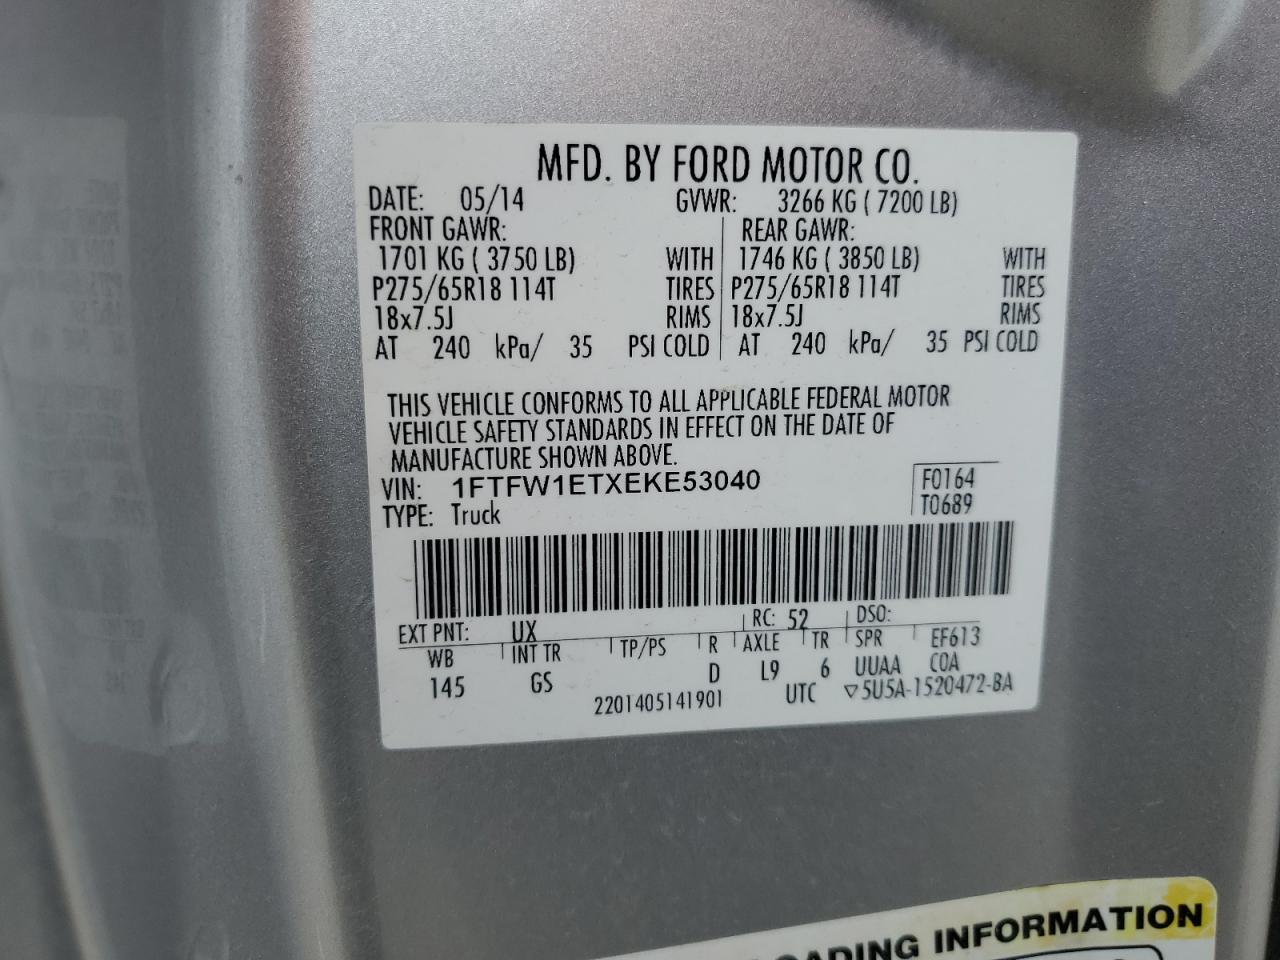 MFD. BY FORD MOTOR CO.
DATE: 05/14 GVWR: 3266 KG ( 7200 LB)
FRONT GAWR: REAR GAWR:
1701 KG ( 3750 LB) WITH 1746 KG ( 3850 LB) WITH
P275/65R18 114T TIRES P275/65R18 114T TIRES
18x7.5J RIMS 18x7.5J RIMS
AT 240 kPa/ 35 PSI COLD AT 240 kPa/ 35 PSI COLD
THIS VEHICLE CONFORMS TO ALL APPLICABLE FEDERAL MOTOR
VEHICLE SAFETY STANDARDS IN EFFECT ON THE DATE OF
MANUFACTURE SHOWN ABOVE.
VIN: 1FTFW1ETXEKE53040 F0164
TYPE: Truck T0689
EXT PNT: UX RC: 52 DSO:
WB INT TR TP/PS R AXLE TR SPR EF613
145 GS D L9 6 UUAA COA
2201405141901 UTC ▽5U5A-1520472-BA
ADING INFORMATION